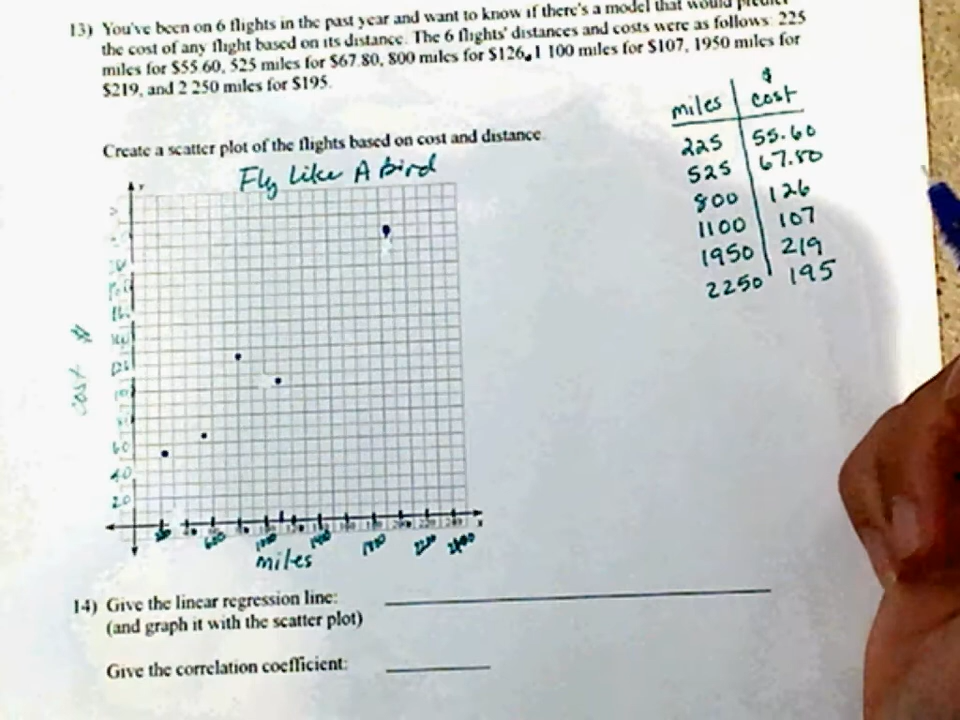 13) You've been on 6 flights in the past year and want to know if there's a model that would predict
the cost of any flight based on its distance. The 6 flights' distances and costs were as follows: 225
miles for $55.60, 525 miles for $67.80, 800 miles for $126, 1 100 miles for $107, 1950 miles for
$219, and 2 250 miles for $195.
miles $ cost
225 55.60
525 67.80
800 126
1100 107
1950 219
2250 195
Create a scatter plot of the flights based on cost and distance.
Fly Like A Bird
y
cost $
60
40
20
x
600
miles
14) Give the linear regression line:
(and graph it with the scatter plot)
Give the correlation coefficient: